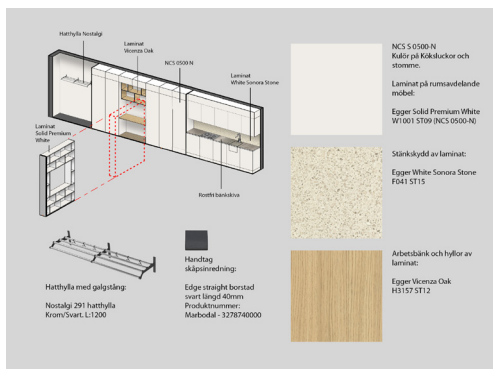 Hatthylla Nostalgi
Laminat
Vicenza Oak
NCS 0500-N
Laminat
White Sonora Stone
Laminat
Solid Premium
White
Rostfri bänkskiva
Hatthylla med galgstång:
Nostalgi 291 hatthylla
Krom/Svart. L:1200
Handtag
skåpsinredning:
Edge straight borstad
svart längd 40mm
Produktnummer:
Marbodal - 3278740000
NCS S 0500-N
Kulör på Köksluckor och
stomme.
Laminat på rumsavdelande
möbel:
Egger Solid Premium White
W1001 ST09 (NCS 0500-N)
Stänkskydd av laminat:
Egger White Sonora Stone
F041 ST15
Arbetsbänk och hyllor av
laminat:
Egger Vicenza Oak
H3157 ST12